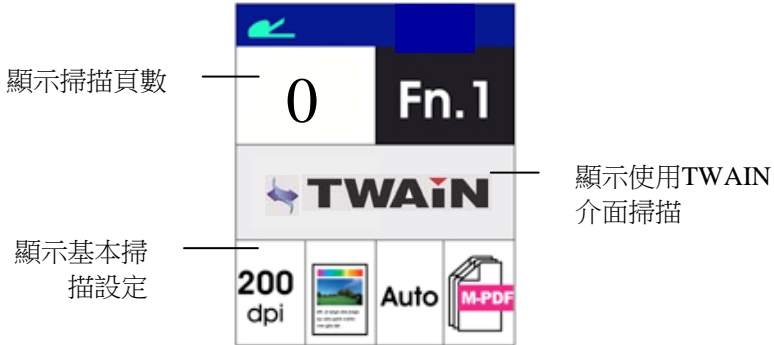 顯示掃描頁數
0
Fn.1
TWAIN
顯示使用TWAIN
介面掃描
顯示基本掃
描設定
200
dpi
Auto
M-PDF